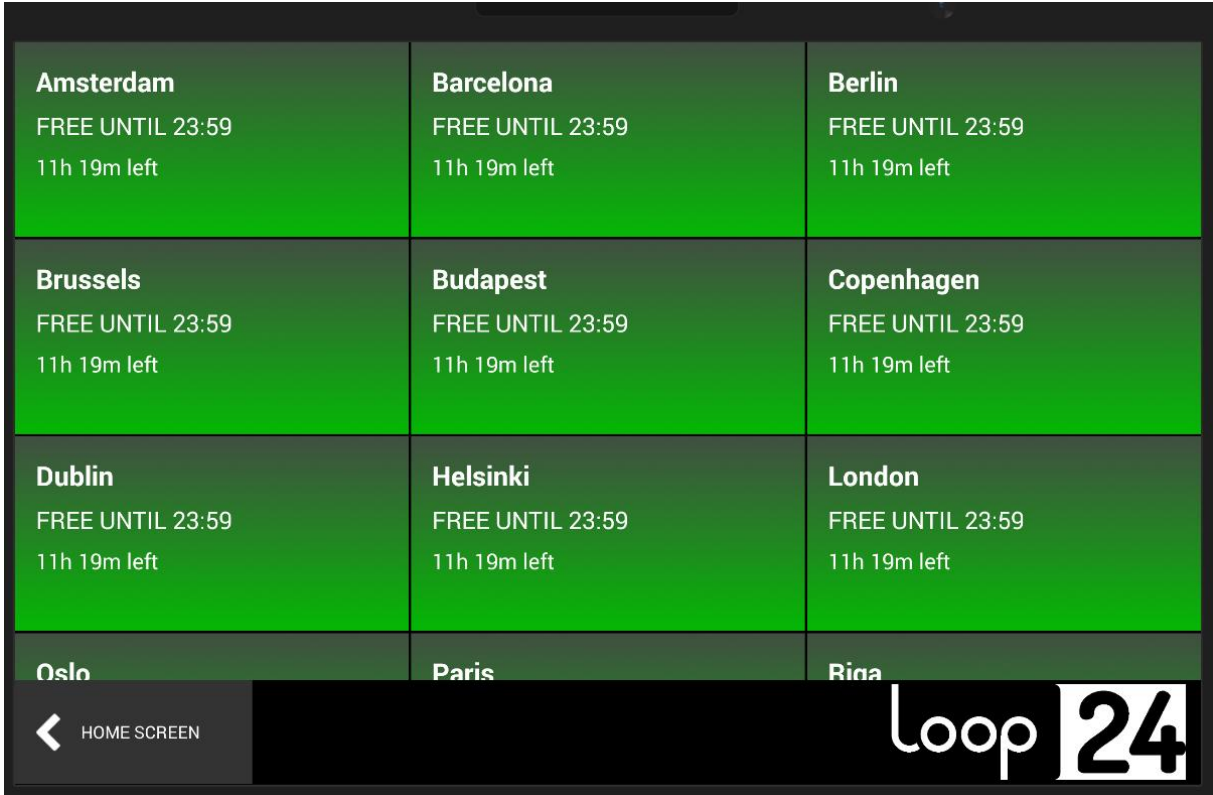 Amsterdam
FREE UNTIL 23:59
11h 19m left
Barcelona
FREE UNTIL 23:59
11h 19m left
Berlin
FREE UNTIL 23:59
11h 19m left
Brussels
FREE UNTIL 23:59
11h 19m left
Budapest
FREE UNTIL 23:59
11h 19m left
Copenhagen
FREE UNTIL 23:59
11h 19m left
Dublin
FREE UNTIL 23:59
11h 19m left
Helsinki
FREE UNTIL 23:59
11h 19m left
London
FREE UNTIL 23:59
11h 19m left
Oslo
Paris
Riga
HOME SCREEN
Loop 24